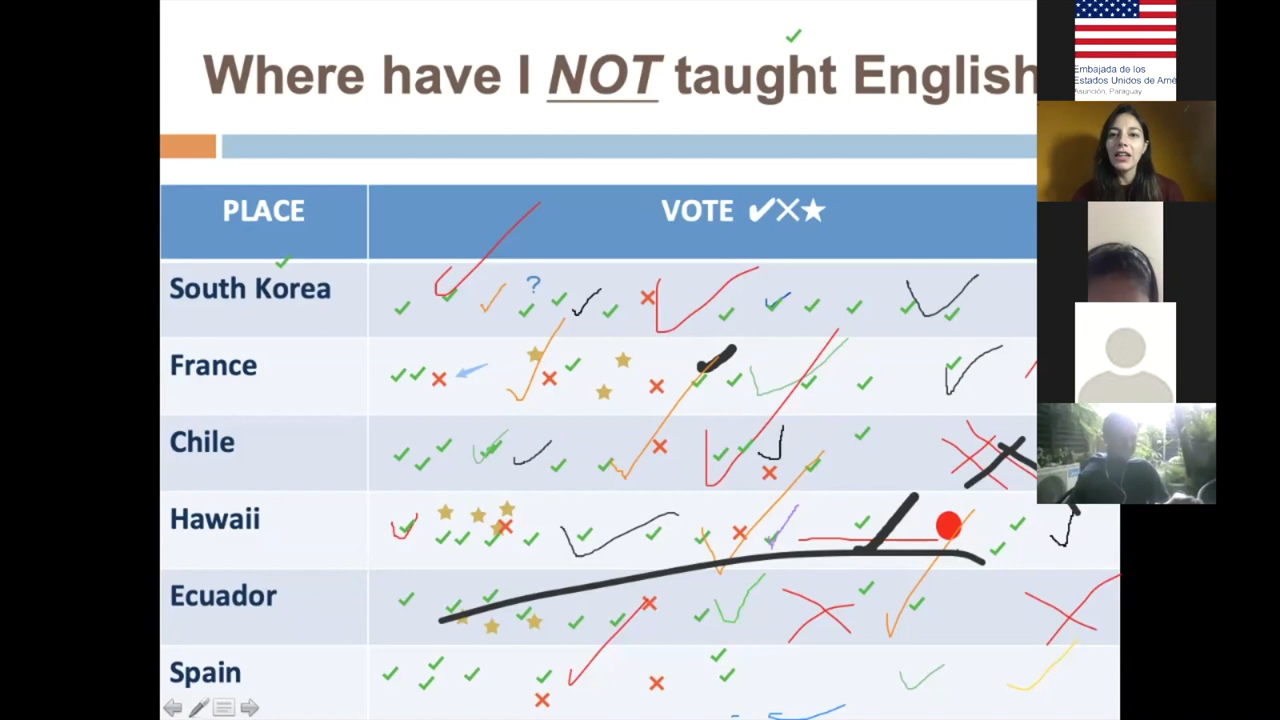 Where have I NOT taught English
PLACE
VOTE ✔✕★
South Korea
?
France
Chile
Hawaii
Ecuador
Spain
Embajada de los
Estados Unidos de Amé
Asunción, Paraguay